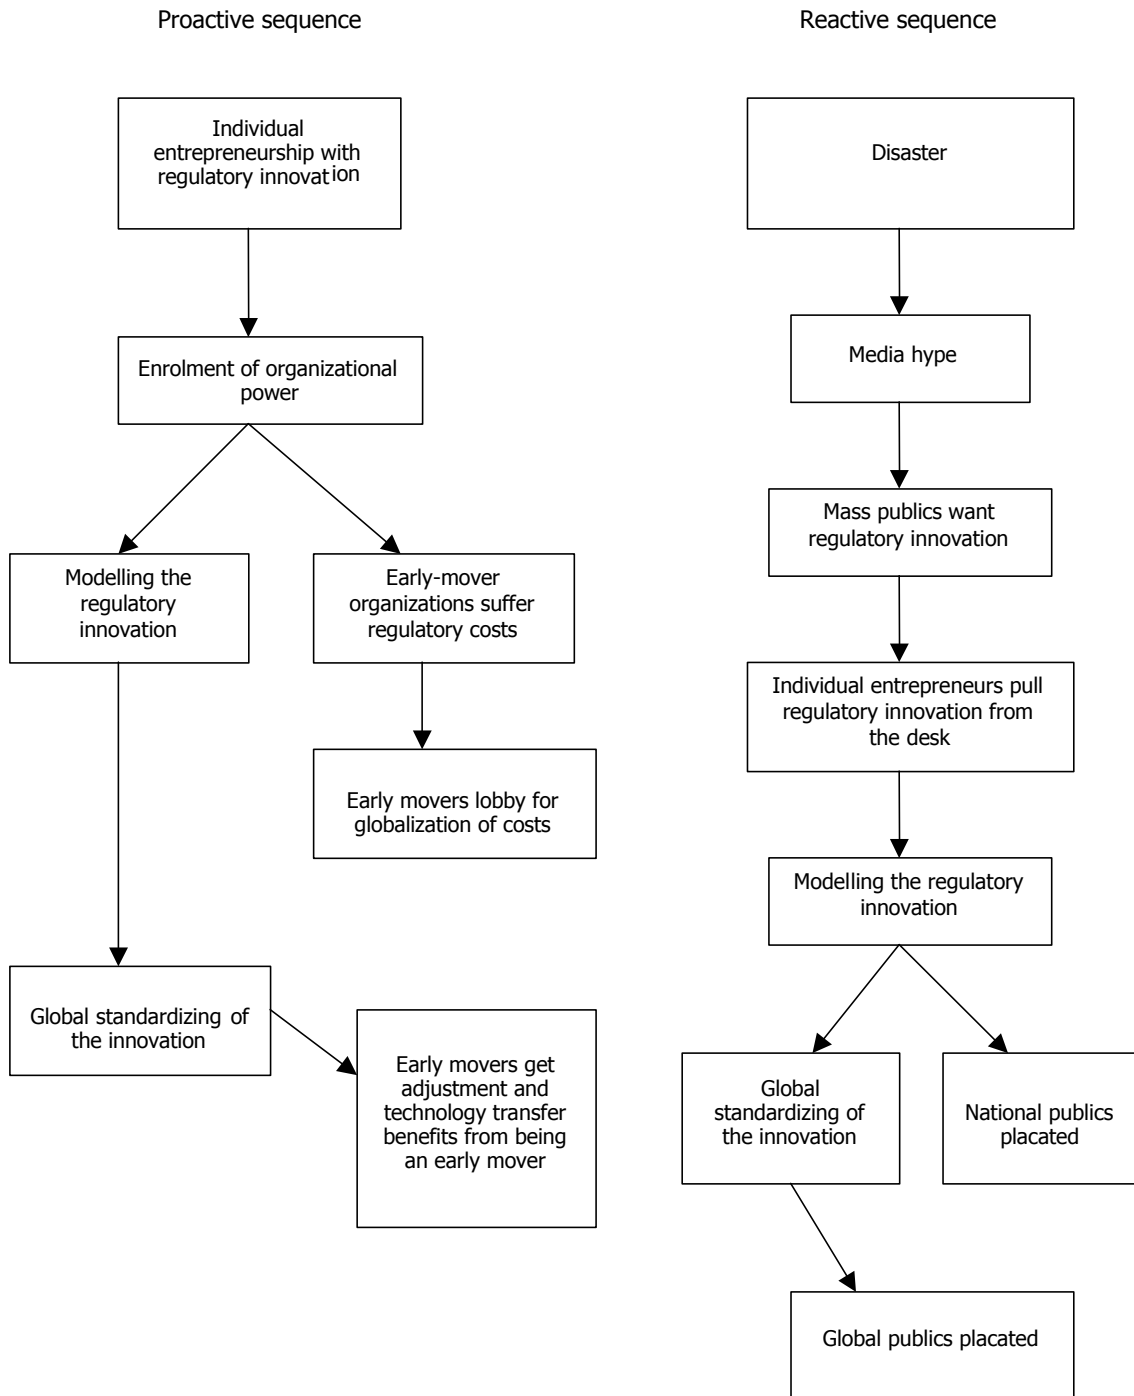 Proactive sequence
Individual
entrepreneurship with
regulatory innovation
Enrolment of organizational
power
Modelling the
regulatory
innovation
Early-mover
organizations suffer
regulatory costs
Early movers lobby for
globalization of costs
Global standardizing of
the innovation
Early movers get
adjustment and
technology transfer
benefits from being
an early mover
Reactive sequence
Disaster
Media hype
Mass publics want
regulatory innovation
Individual entrepreneurs pull
regulatory innovation from
the desk
Modelling the regulatory
innovation
Global
standardizing of
the innovation
National publics
placated
Global publics placated